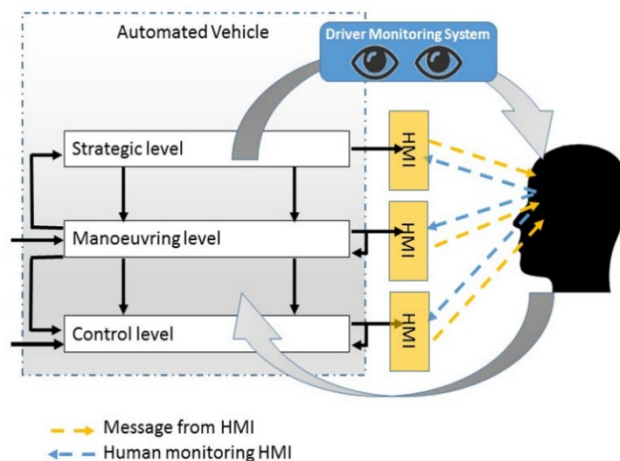 Automated Vehicle
Driver Monitoring System
Strategic level
HMI
Manoeuvring level
HMI
Control level
HMI
Message from HMI
Human monitoring HMI